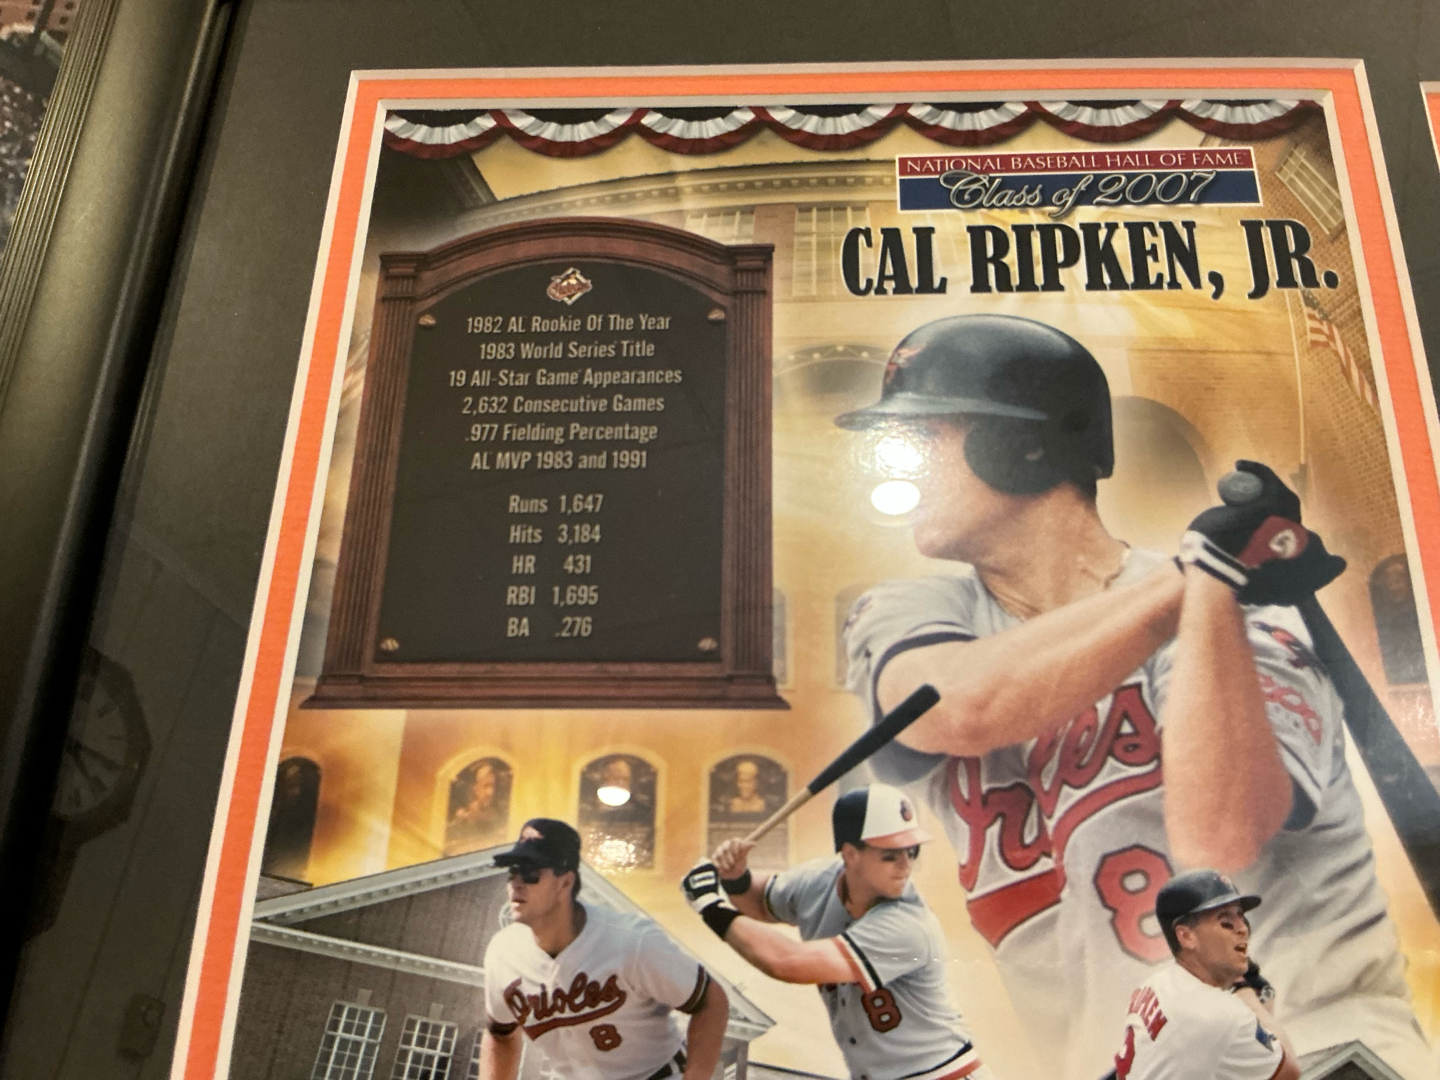 NATIONAL BASEBALL HALL OF FAME
Class of 2007
CAL RIPKEN, JR.
1982 AL Rookie Of The Year
1983 World Series Title
19 All-Star Game Appearances
2,632 Consecutive Games
.977 Fielding Percentage
AL MVP 1983 and 1991
Runs 1,647
Hits 3,184
HR 431
RBI 1,695
BA .276
Orioles
8
Orioles
8
8
RIPKEN